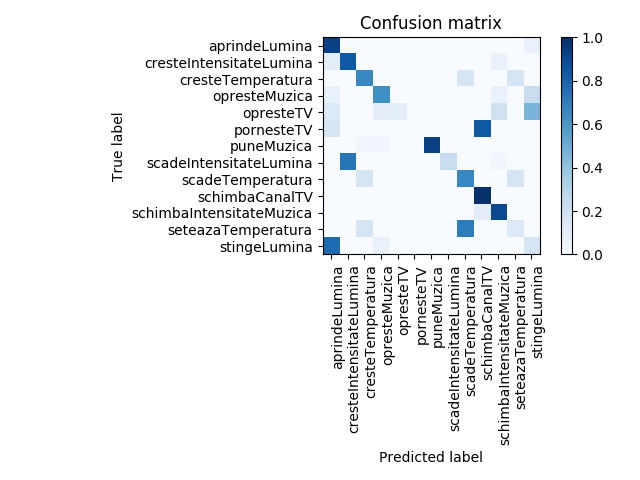 Confusion matrix
True label
aprindeLumina
cresteIntensitateLumina
cresteTemperatura
opresteMuzica
opresteTV
pornesteTV
puneMuzica
scadeIntensitateLumina
scadeTemperatura
schimbaCanalTV
schimbaIntensitateMuzica
seteazaTemperatura
stingeLumina
1.0
0.8
0.6
0.4
0.2
0.0
aprindeLumina
cresteIntensitateLumina
cresteTemperatura
opresteMuzica
opresteTV
pornesteTV
puneMuzica
scadeIntensitateLumina
scadeTemperatura
schimbaCanalTV
schimbaIntensitateMuzica
seteazaTemperatura
stingeLumina
Predicted label